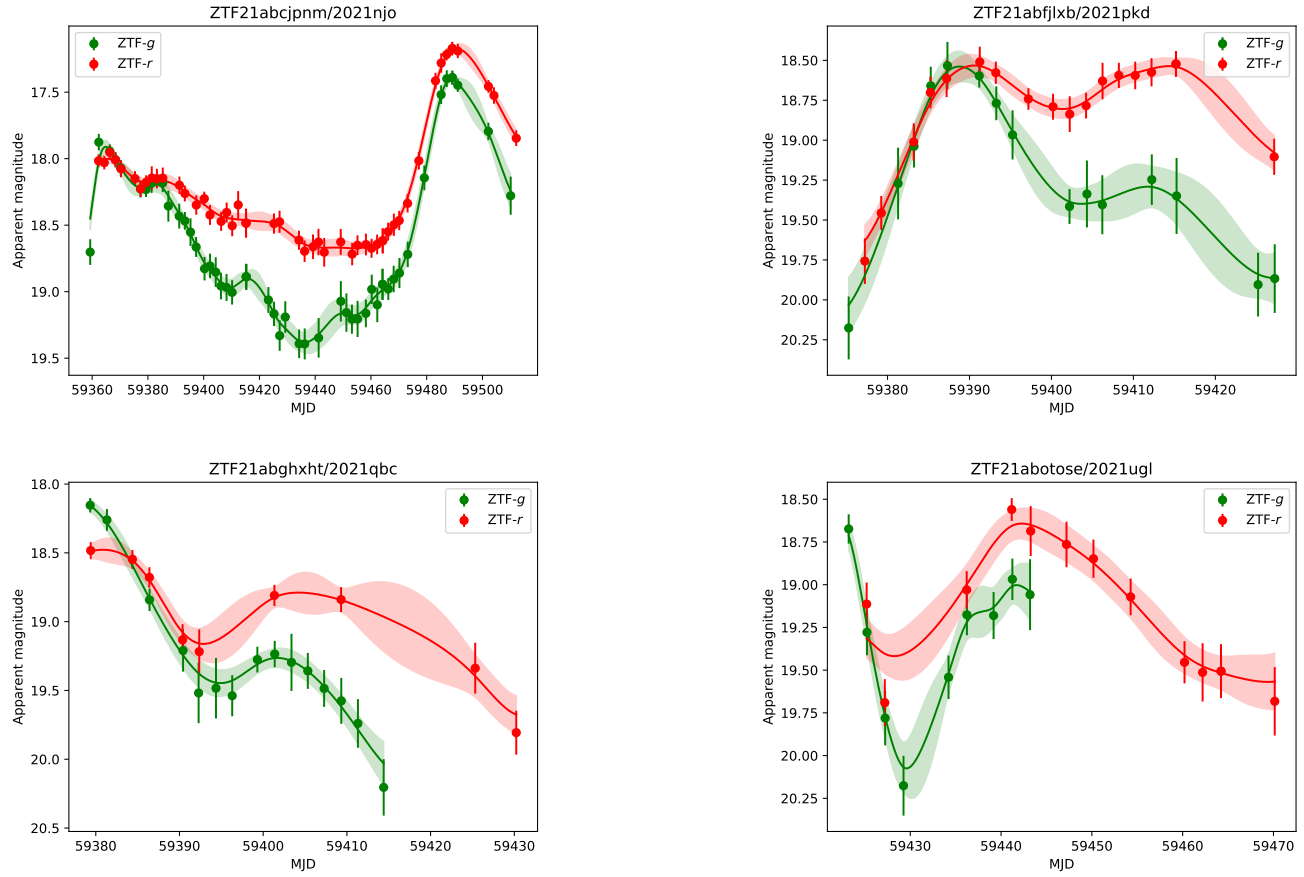 ZTF21abcjpnm/2021njo
ZTF-g
ZTF-r
Apparent magnitude
17.5
18.0
18.5
19.0
19.5
59360 59380 59400 59420 59440 59460 59480 59500
MJD
ZTF21abfjlxb/2021pkd
ZTF-g
ZTF-r
Apparent magnitude
18.50
18.75
19.00
19.25
19.50
19.75
20.00
20.25
59380 59390 59400 59410 59420
MJD
ZTF21abghxht/2021qbc
ZTF-g
ZTF-r
Apparent magnitude
18.0
18.5
19.0
19.5
20.0
20.5
59380 59390 59400 59410 59420 59430
MJD
ZTF21abotose/2021ugl
ZTF-g
ZTF-r
Apparent magnitude
18.50
18.75
19.00
19.25
19.50
19.75
20.00
20.25
59430 59440 59450 59460 59470
MJD